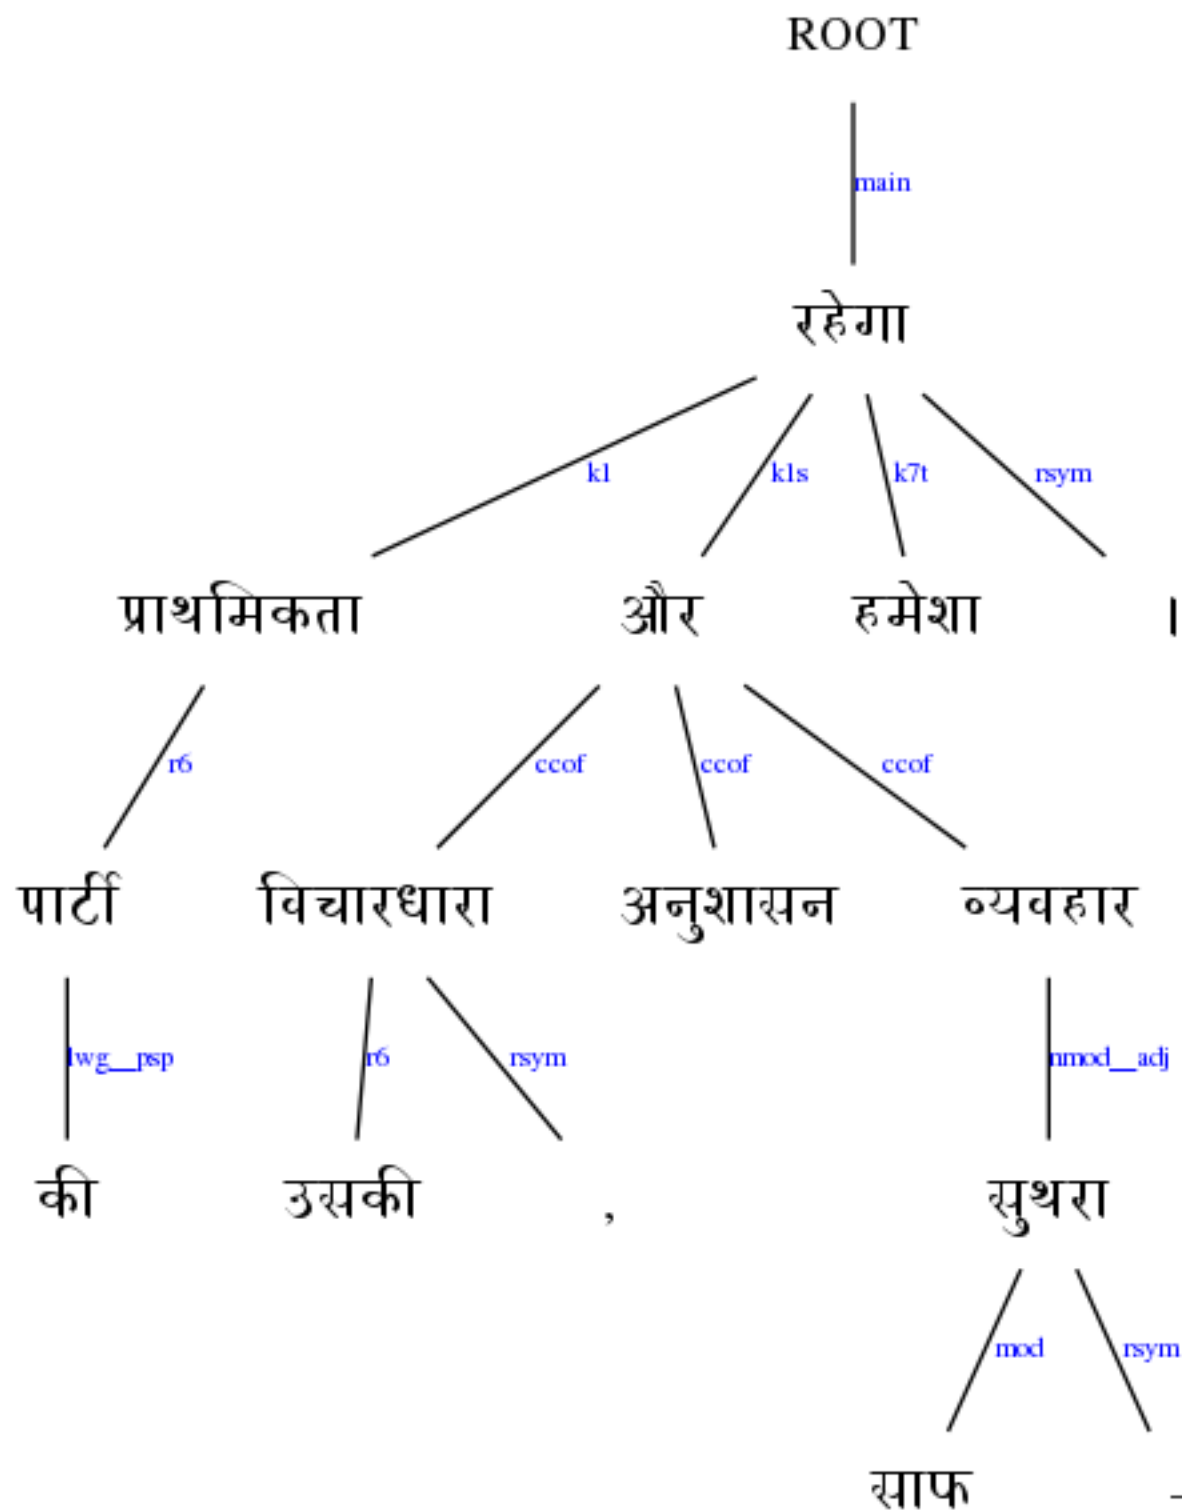 ROOT
main
रहेगा
k1 k1s k7t rsym
प्राथमिकता और हमेशा ।
r6 ccof ccof ccof
पार्टी विचारधारा अनुशासन व्यवहार
lwg__psp r6 rsym nmod__adj
की उसकी , सुथरा
mod rsym
साफ -